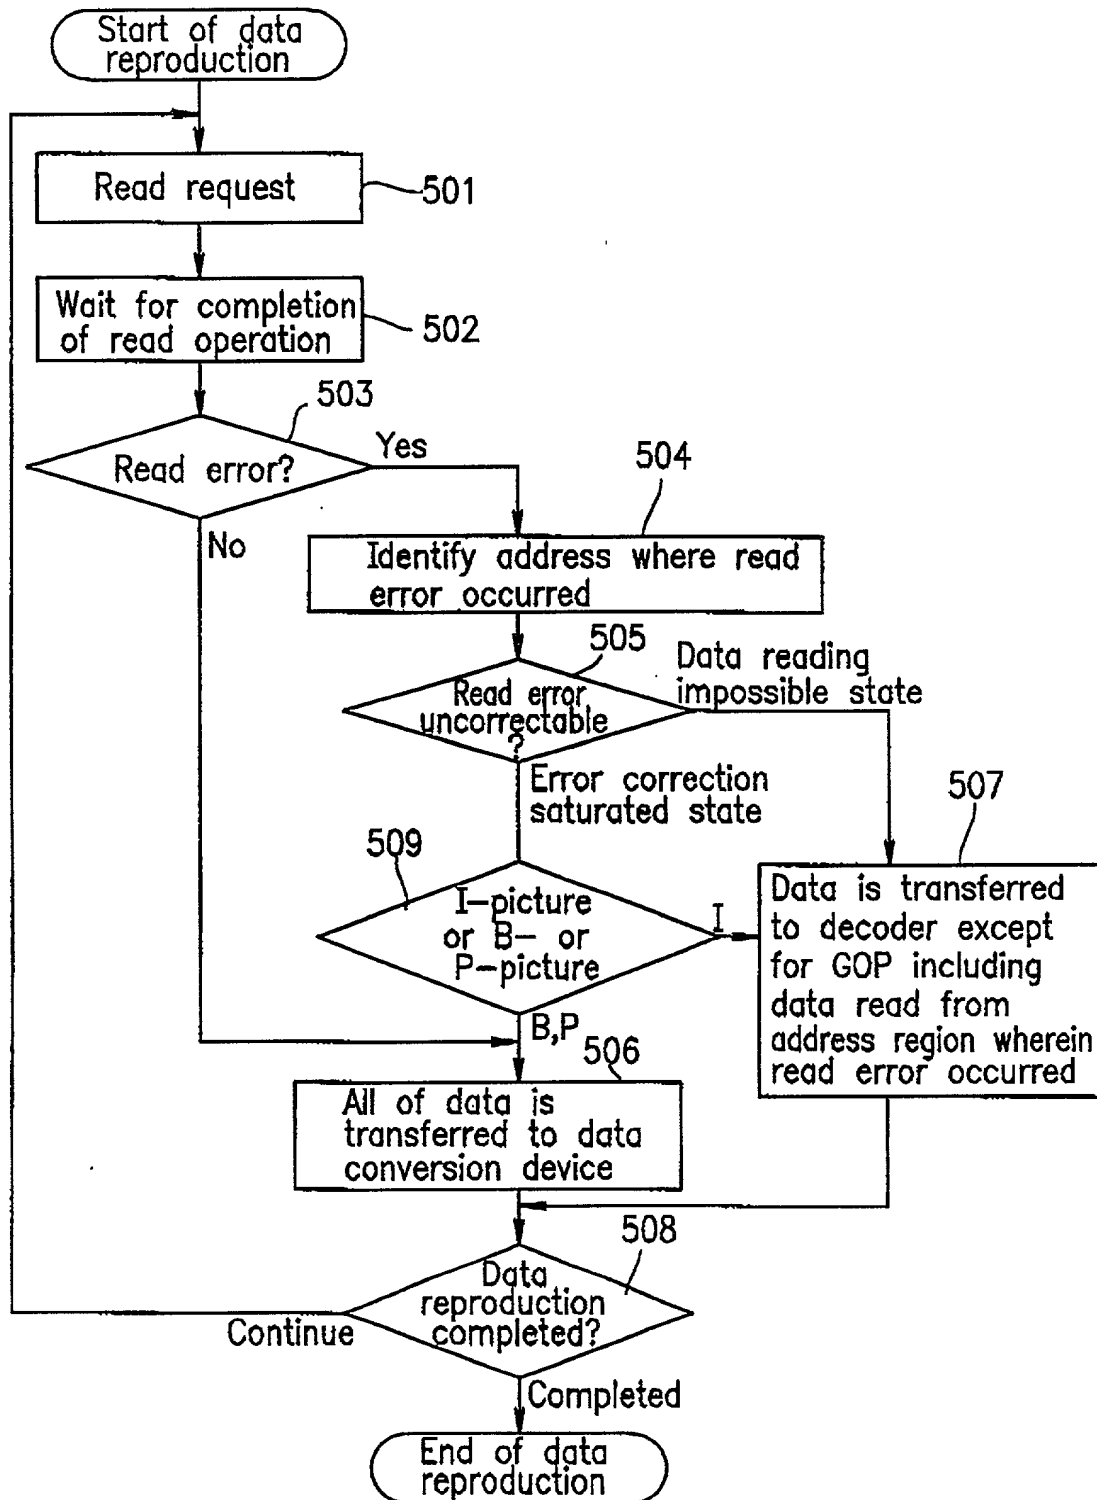 Start of data
reproduction
Read request
501
Wait for completion
of read operation
502
503
Read error?
Yes
No
504
Identify address where read
error occurred
505
Read error
uncorrectable
?
Data reading
impossible state
Error correction
saturated state
507
509
I-picture
or B- or
P-picture
I
B,P
Data is transferred
to decoder except
for GOP including
data read from
address region wherein
read error occurred
506
All of data is
transferred to data
conversion device
508
Data
reproduction
completed?
Continue
Completed
End of data
reproduction